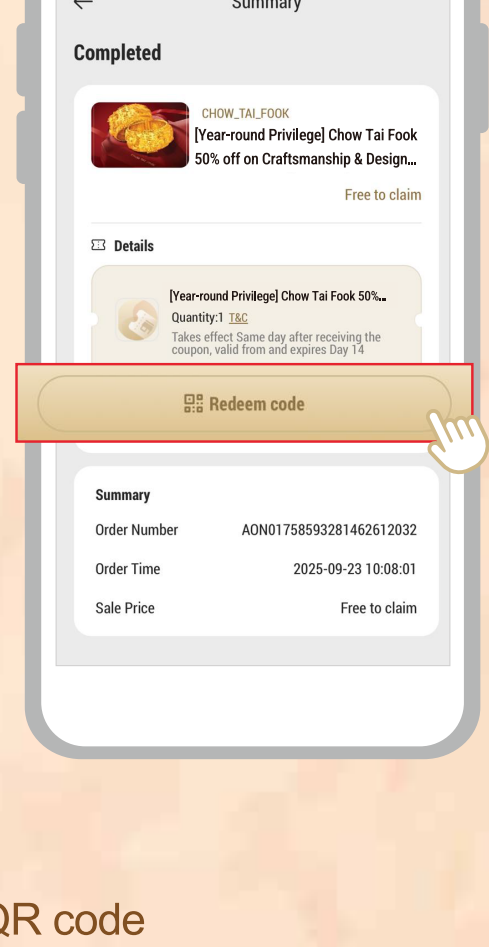 Summary
Completed
CHOW_TAI_FOOK
[Year-round Privilege] Chow Tai Fook
50% off on Craftsmanship & Design...
Free to claim
Details
[Year-round Privilege] Chow Tai Fook 50%...
Quantity:1 T&C
Takes effect Same day after receiving the
coupon, valid from and expires Day 14
Redeem code
Summary
Order Number AON01758593281462612032
Order Time 2025-09-23 10:08:01
Sale Price Free to claim
QR code